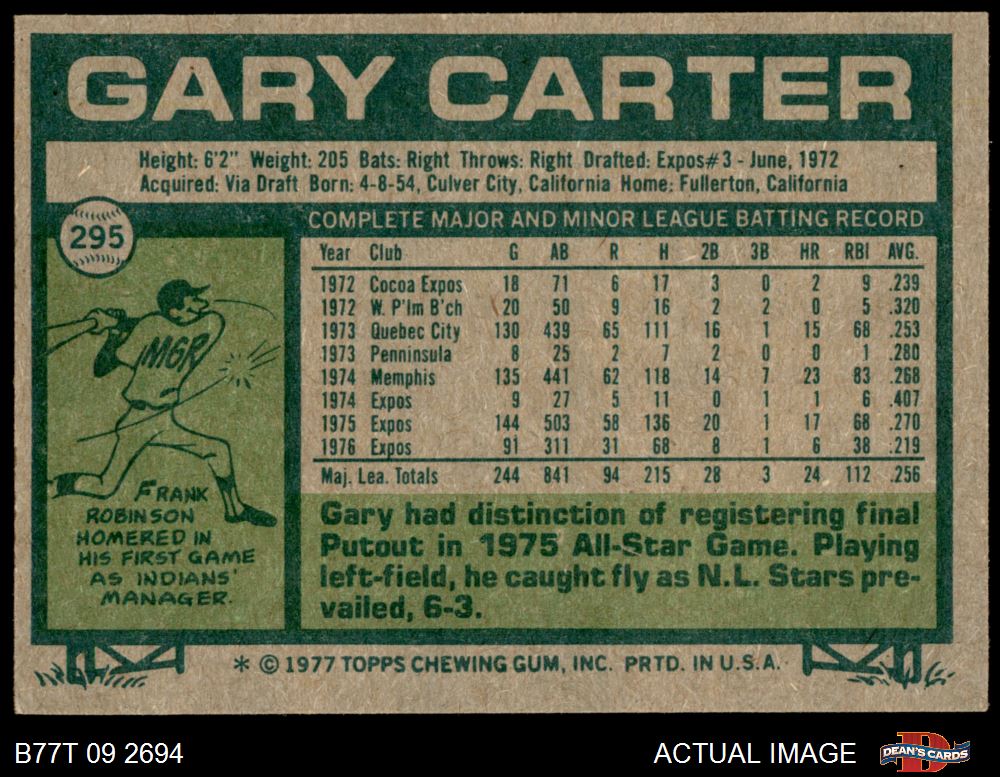 GARY CARTER
Height: 6'2" Weight: 205 Bats: Right Throws: Right Drafted: Expos#3 - June, 1972
Acquired: Via Draft Born: 4-8-54, Culver City, California Home: Fullerton, California
295
COMPLETE MAJOR AND MINOR LEAGUE BATTING RECORD
Year Club G AB R H 2B 3B HR RBI AVG.
1972 Cocoa Expos 18 71 6 17 3 0 2 9 .239
1972 W. P'lm B'ch 20 50 9 16 2 2 0 5 .320
1973 Quebec City 130 439 65 111 16 1 15 68 .253
1973 Penninsula 8 25 2 7 2 0 0 1 .280
1974 Memphis 135 441 62 118 14 7 23 83 .268
1974 Expos 9 27 5 11 0 1 1 6 .407
1975 Expos 144 503 58 136 20 1 17 68 .270
1976 Expos 91 311 31 68 8 1 6 38 .219
Maj. Lea. Totals 244 841 94 215 28 3 24 112 .256
MGR
FRANK
ROBINSON
HOMERED IN
HIS FIRST GAME
AS INDIANS'
MANAGER.
Gary had distinction of registering final
Putout in 1975 All-Star Game. Playing
left-field, he caught fly as N.L. Stars pre-
vailed, 6-3.
* © 1977 TOPPS CHEWING GUM, INC. PRTD. IN U.S.A.
B77T 09 2694
ACTUAL IMAGE
D
DEAN'S CARDS